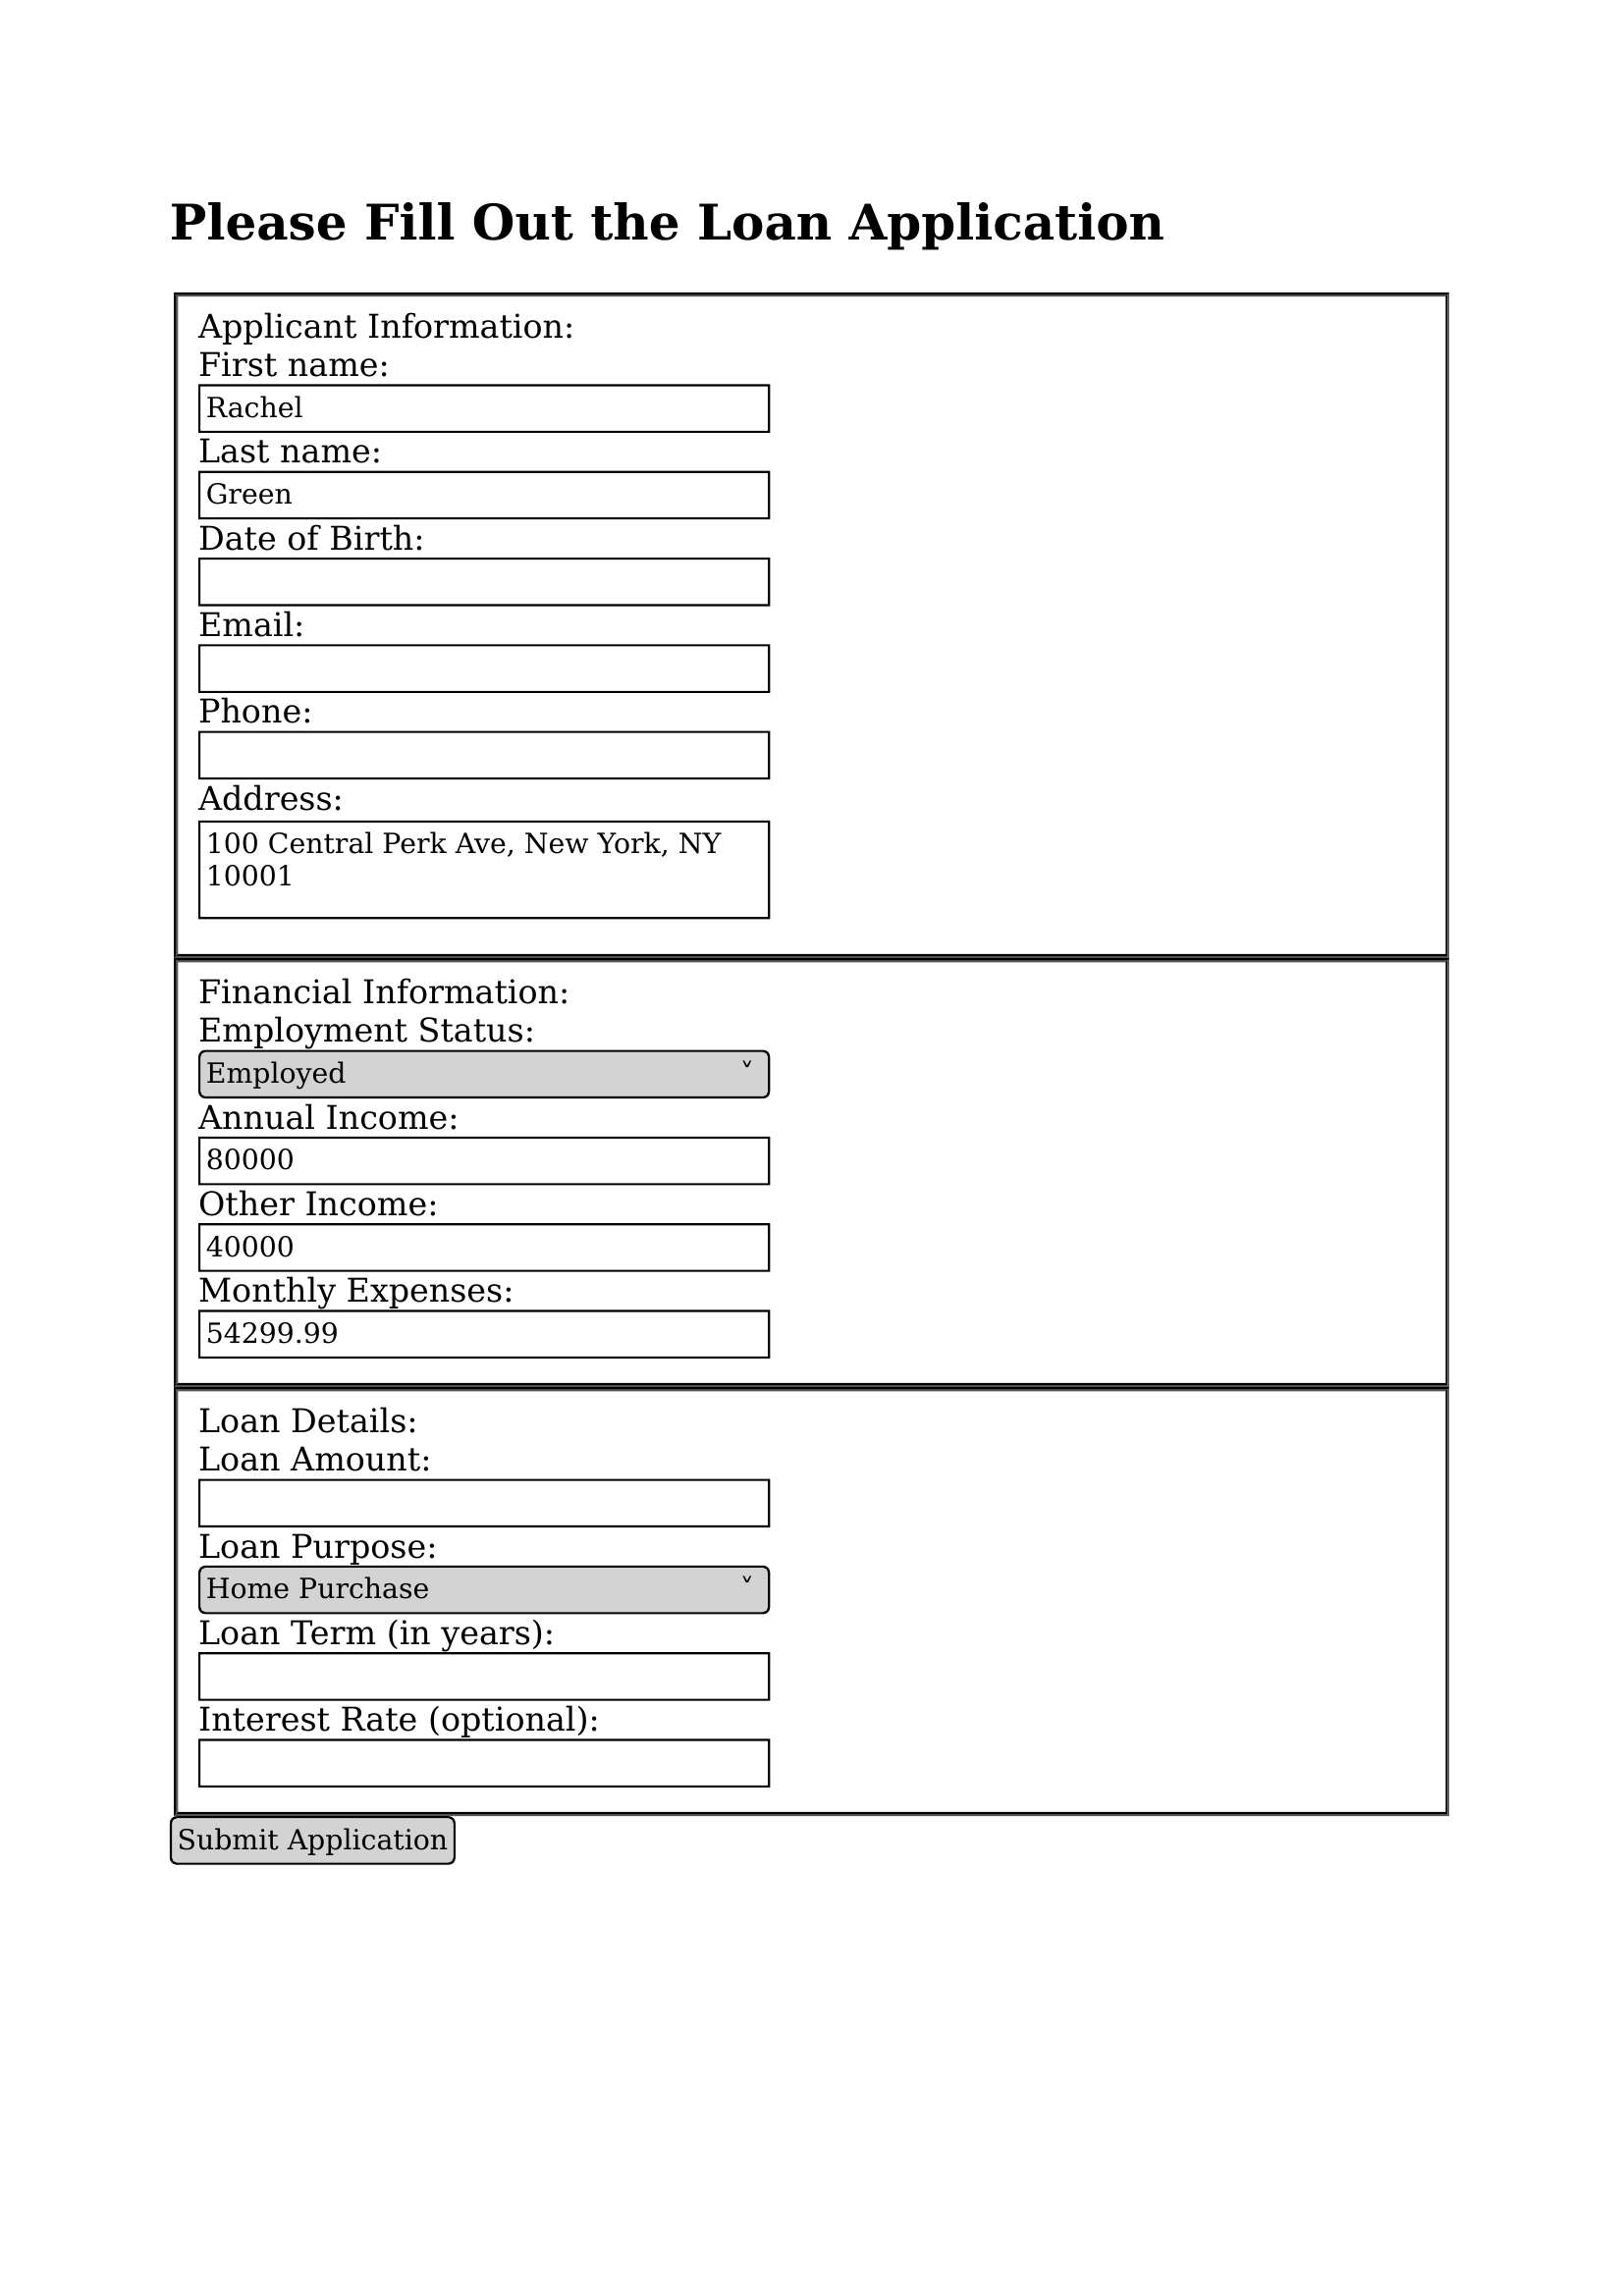 Please Fill Out the Loan Application
Applicant Information:
First name:
Rachel
Last name:
Green
Date of Birth:
Email:
Phone:
Address:
100 Central Perk Ave, New York, NY
10001
Financial Information:
Employment Status:
Employed
Annual Income:
80000
Other Income:
40000
Monthly Expenses:
54299.99
Loan Details:
Loan Amount:
Loan Purpose:
Home Purchase
Loan Term (in years):
Interest Rate (optional):
Submit Application